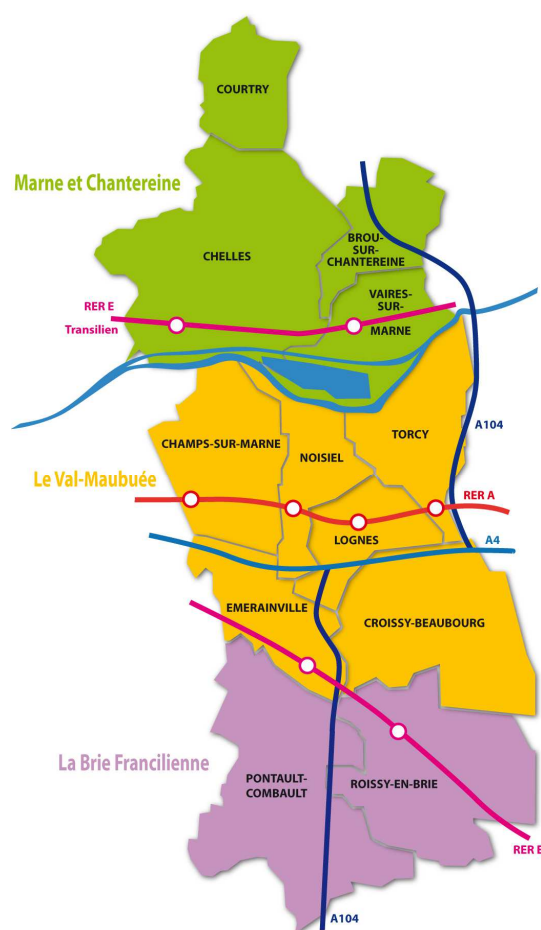 COURTRY
Marne et Chantereine
CHELLES
BROU-
SUR-
CHANTEREINE
VAIRES-
SUR-
MARNE
RER E
Transilien
A104
CHAMPS-SUR-MARNE
NOISIEL
TORCY
Le Val-Maubuée
RER A
LOGNES
A4
EMERAINVILLE
CROISSY-BEAUBOURG
La Brie Francilienne
PONTAULT-
COMBAULT
ROISSY-EN-BRIE
RER E
A104